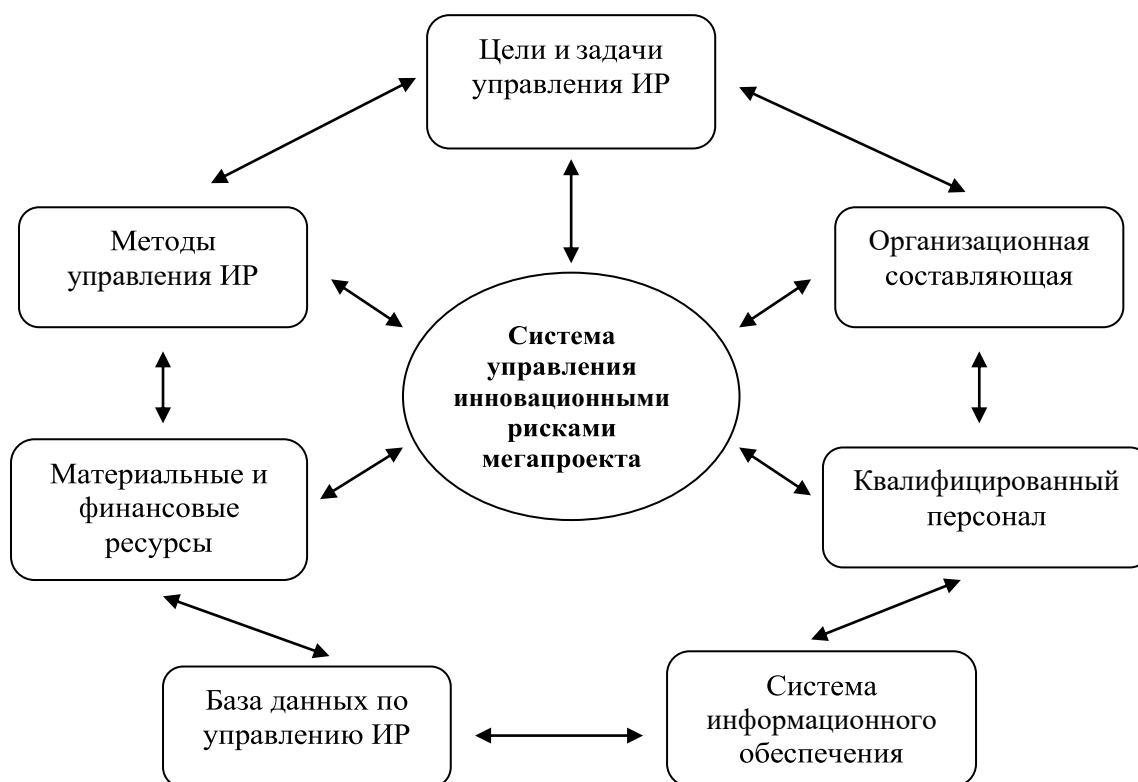 Цели и задачи
управления ИР
Методы
управления ИР
Организационная
составляющая
Система
управления
инновационными
рисками
мегапроекта
Материальные и
финансовые
ресурсы
Квалифицированный
персонал
База данных по
управлению ИР
Система
информационного
обеспечения